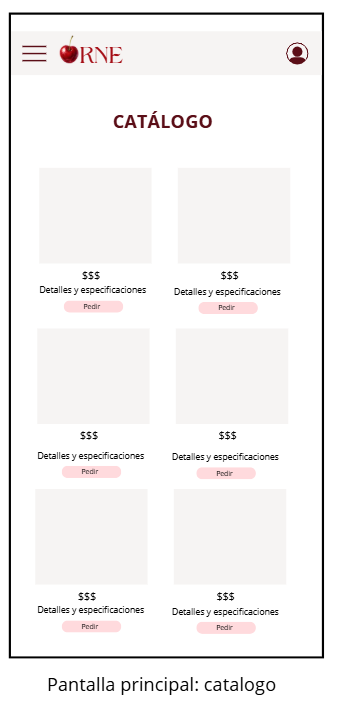 ORNE
CATÁLOGO
$$$
$$$
Detalles y especificaciones
Detalles y especificaciones
Pedir
Pedir
$$$
$$$
Detalles y especificaciones
Detalles y especificaciones
Pedir
Pedir
$$$
$$$
Detalles y especificaciones
Detalles y especificaciones
Pedir
Pedir
Pantalla principal: catalogo